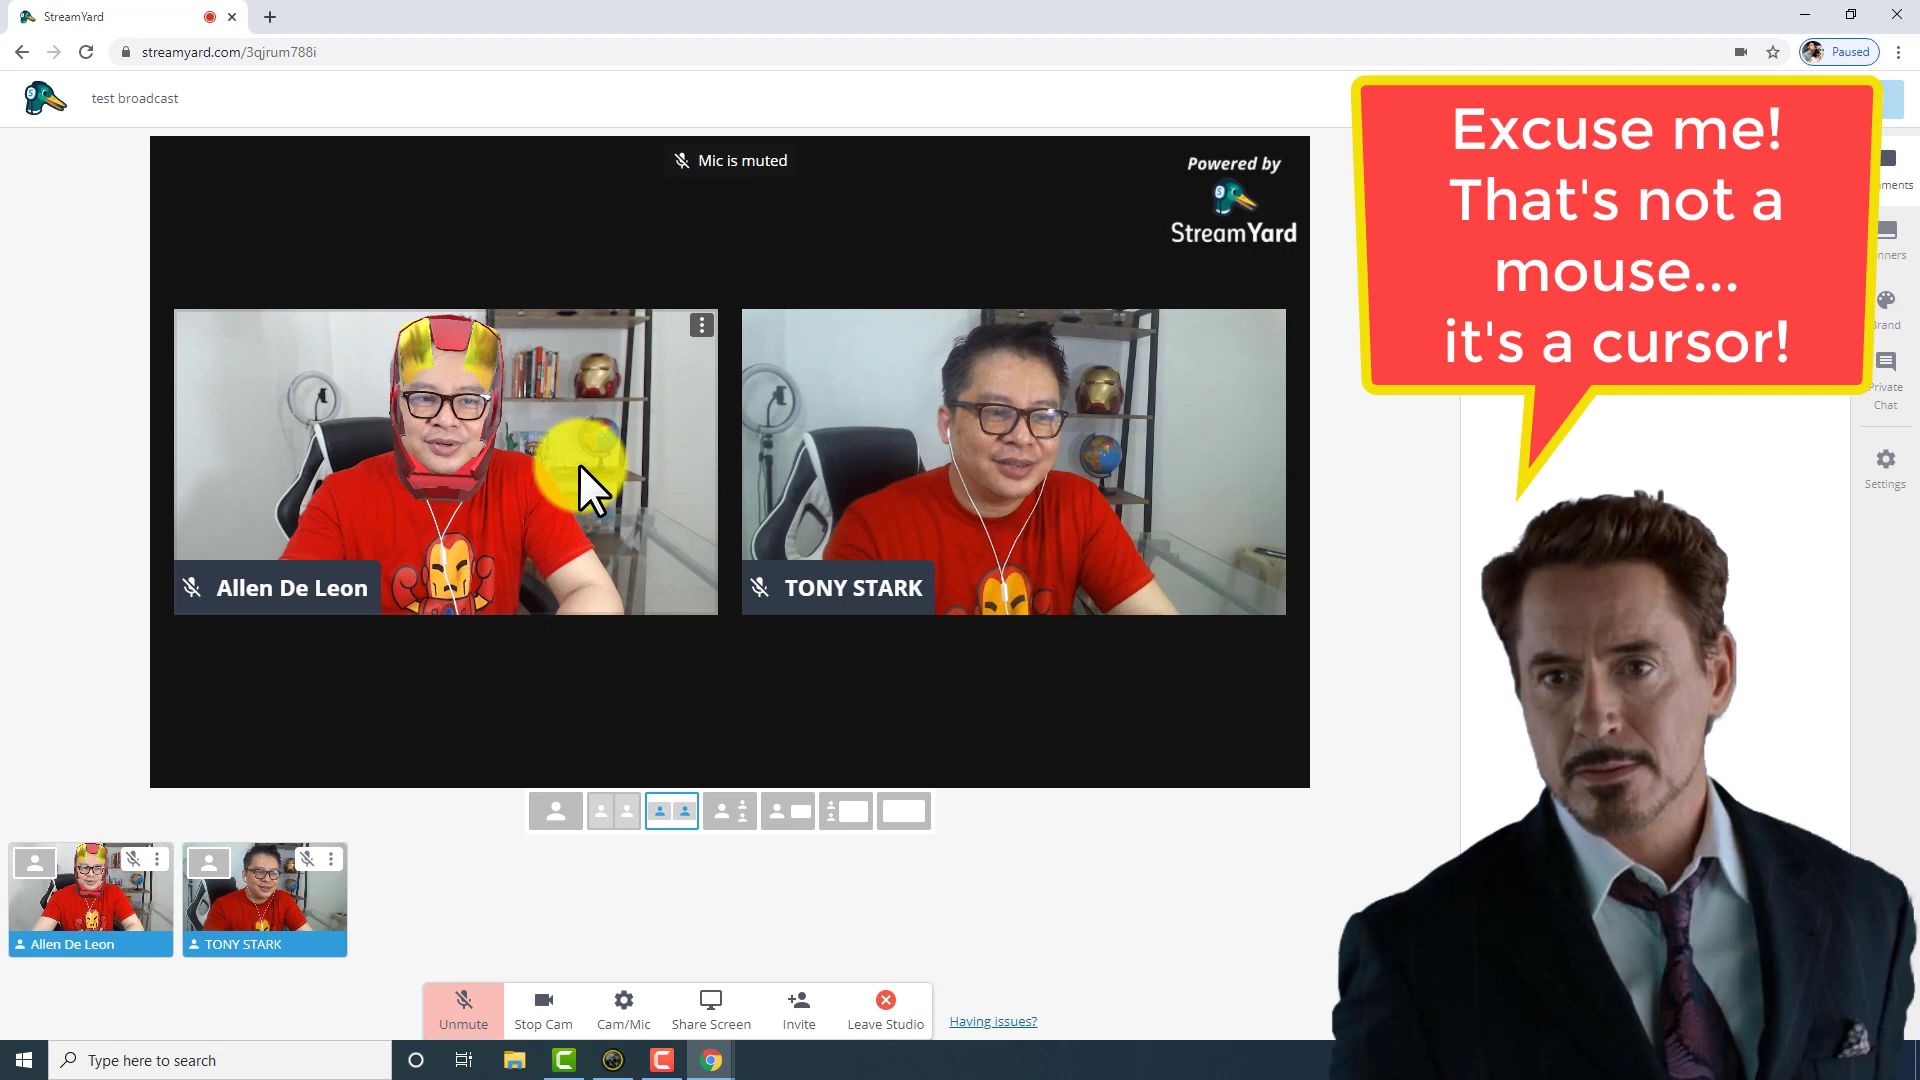 StreamYard
streamyard.com/3qjrum788i
Paused
test broadcast
Mic is muted
Powered by
StreamYard
Excuse me!
That's not a
mouse...
it's a cursor!
Allen De Leon
TONY STARK
ments
nners
Brand
Private
Chat
Settings
Allen De Leon
TONY STARK
Unmute
Stop Cam
Cam/Mic
Share Screen
Invite
Leave Studio
Having issues?
Type here to search